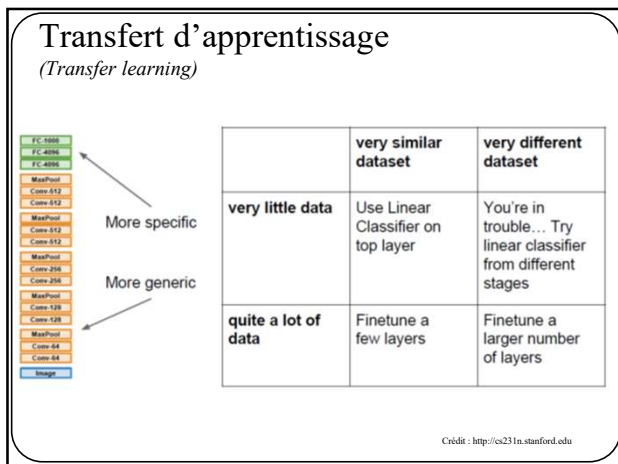 Transfert d'apprentissage
(Transfer learning)
FC-1000
FC-4096
FC-4096
MaxPool
Conv-512
Conv-512
MaxPool
Conv-512
Conv-512
MaxPool
Conv-256
Conv-256
MaxPool
Conv-128
Conv-128
MaxPool
Conv-64
Conv-64
Image
More specific
More generic
very similar
dataset
very different
dataset
very little data
Use Linear
Classifier on
top layer
You're in
trouble... Try
linear classifier
from different
stages
quite a lot of
data
Finetune a
few layers
Finetune a
larger number
of layers
Crédit : http://cs231n.stanford.edu